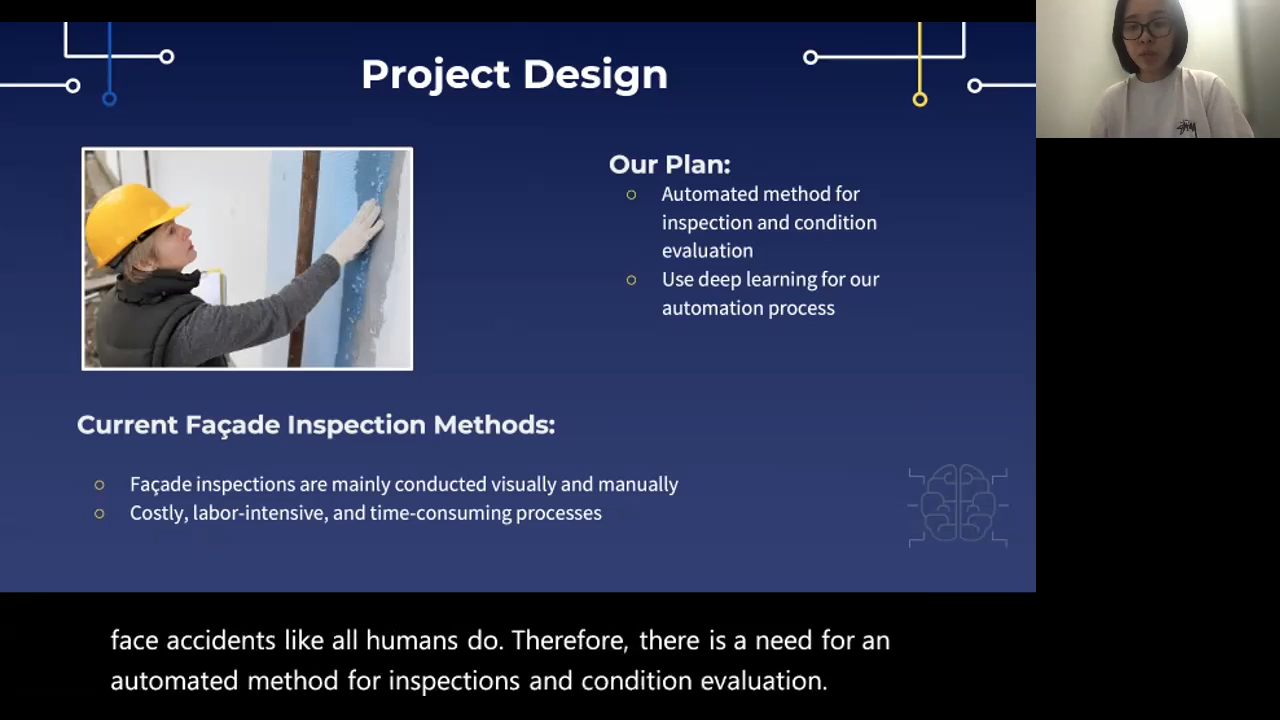 Project Design
Our Plan:
Automated method for
inspection and condition
evaluation
Use deep learning for our
automation process
Current Façade Inspection Methods:
Façade inspections are mainly conducted visually and manually
Costly, labor-intensive, and time-consuming processes
face accidents like all humans do. Therefore, there is a need for an
automated method for inspections and condition evaluation.